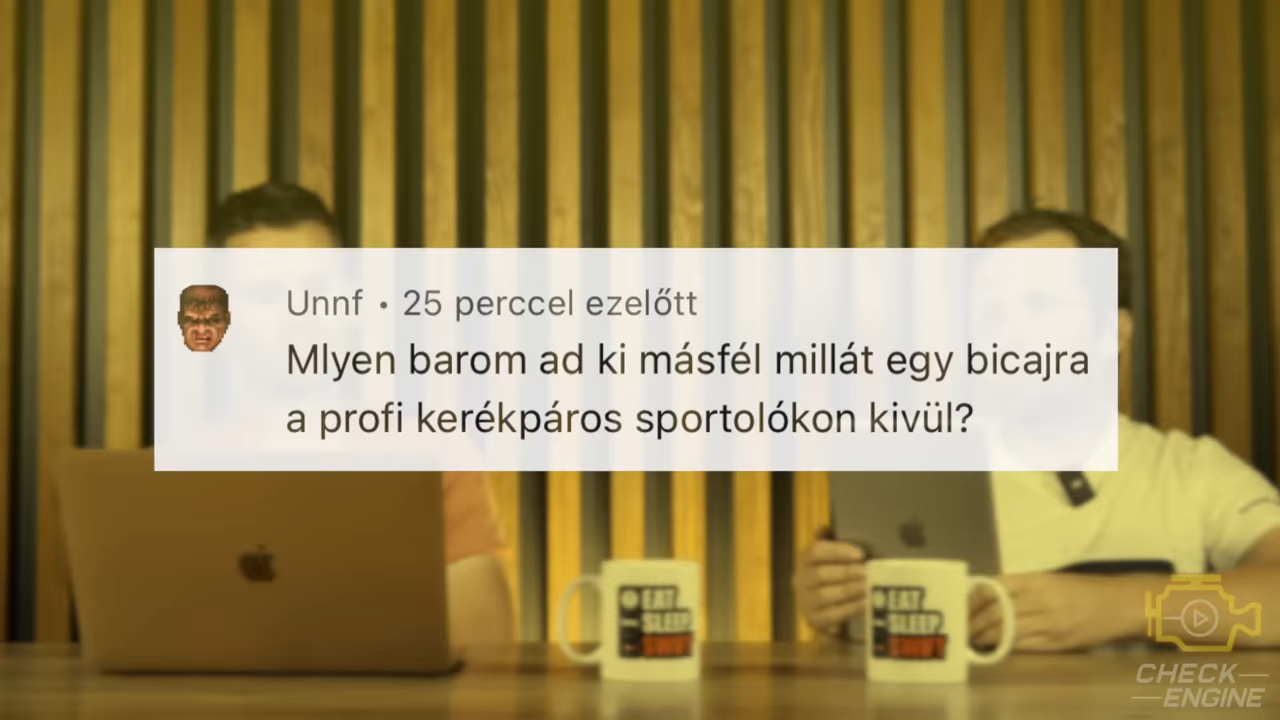 Unnf • 25 perccel ezelőtt
Mlyen barom ad ki másfél millát egy bicajra
a profi kerékpáros sportolókon kivül?
EAT
SLEEP
EAT
SLEEP
CHECK
ENGINE